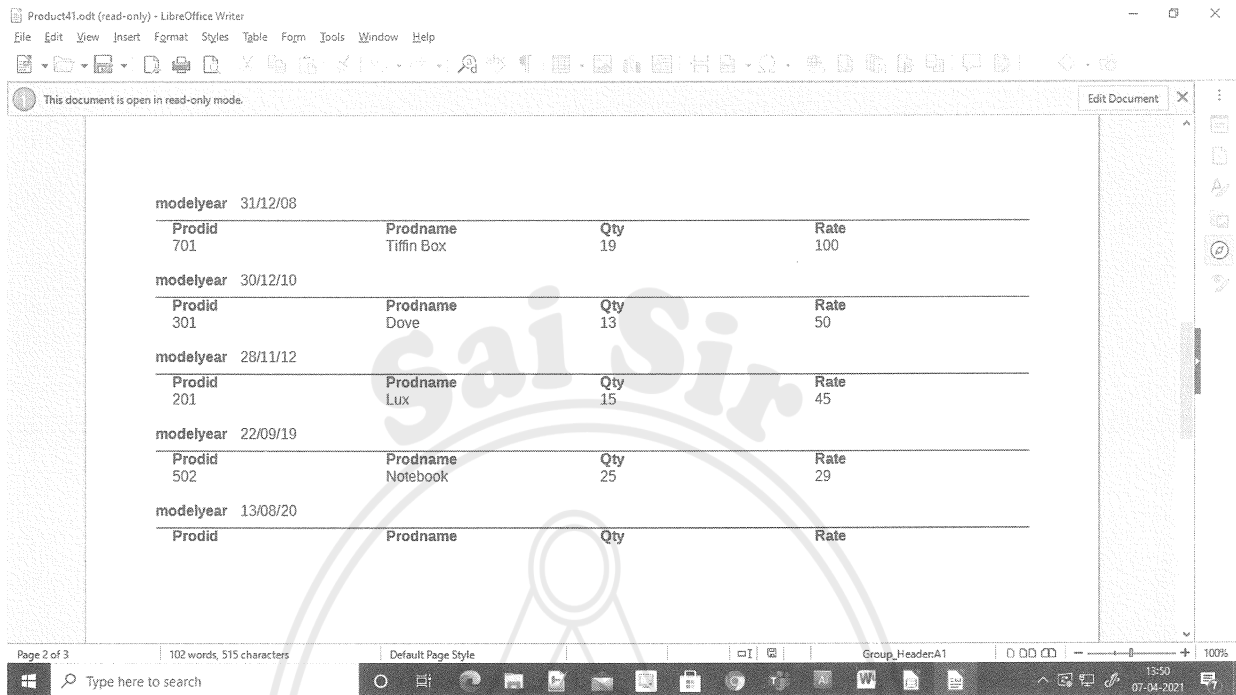 Product41.odt (read-only) - LibreOffice Writer
File Edit View Insert Format Styles Table Form Tools Window Help
This document is open in read-only mode.
Edit Document
modelyear 31/12/08
Prodid Prodname Qty Rate
701 Tiffin Box 19 100
modelyear 30/12/10
Prodid Prodname Qty Rate
301 Dove 13 50
modelyear 28/11/12
Prodid Prodname Qty Rate
201 Lux 15 45
modelyear 22/09/19
Prodid Prodname Qty Rate
502 Notebook 25 29
modelyear 13/08/20
Prodid Prodname Qty Rate
Sai Sir
Page 2 of 3 102 words, 515 characters Default Page Style Group_Header:A1 100%
Type here to search
13:50
07-04-2021